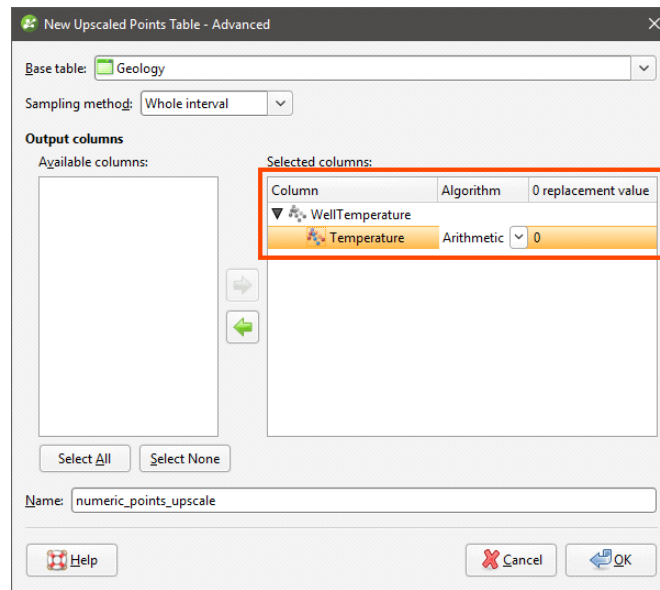 New Upscaled Points Table - Advanced
Base table: Geology
Sampling method: Whole interval
Output columns
Available columns: Selected columns:
Column Algorithm 0 replacement value
WellTemperature
Temperature Arithmetic 0
Select All Select None
Name: numeric_points_upscale
Help Cancel OK